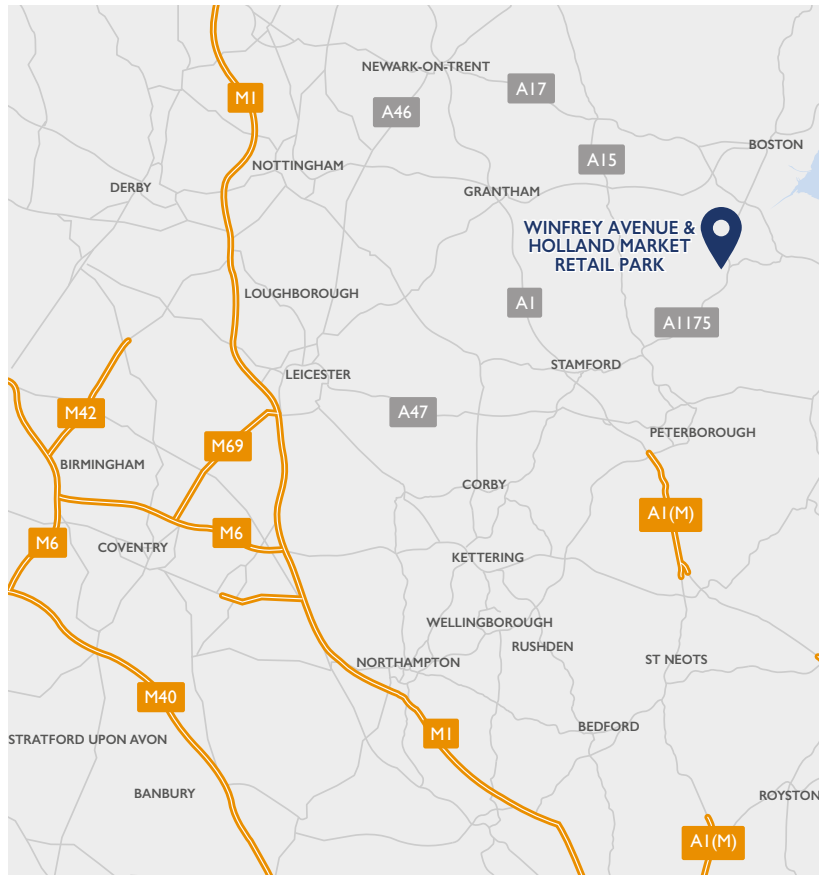 NEWARK-ON-TRENT
A17
M1
A46
BOSTON
A15
NOTTINGHAM
DERBY
GRANTHAM
WINFREY AVENUE &
HOLLAND MARKET
RETAIL PARK
LOUGHBOROUGH
A1
A1175
STAMFORD
LEICESTER
M42
A47
PETERBOROUGH
M69
BIRMINGHAM
CORBY
A1(M)
M6
M6
COVENTRY
KETTERING
WELLINGBOROUGH
RUSHDEN
NORTHAMPTON
ST NEOTS
M40
BEDFORD
M1
STRATFORD UPON AVON
BANBURY
ROYSTON
A1(M)